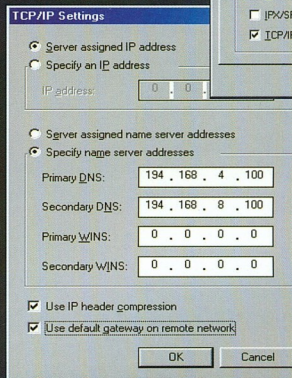 TCP/IP Settings
IPX/SP
TCP/IP
Server assigned IP address
Specify an IP address
IP address: 0 . 0 .
Server assigned name server addresses
Specify name server addresses
Primary DNS: 194 . 168 . 4 . 100
Secondary DNS: 194 . 168 . 8 . 100
Primary WINS: 0 . 0 . 0 . 0
Secondary WINS: 0 . 0 . 0 . 0
Use IP header compression
Use default gateway on remote network
OK Cancel